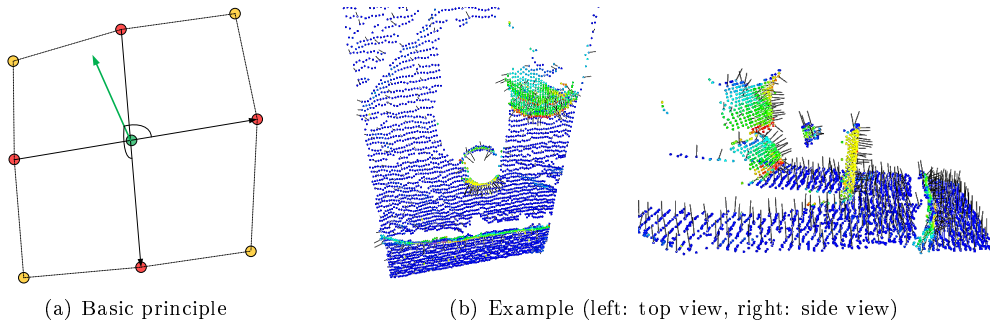 (a) Basic principle
(b) Example (left: top view, right: side view)